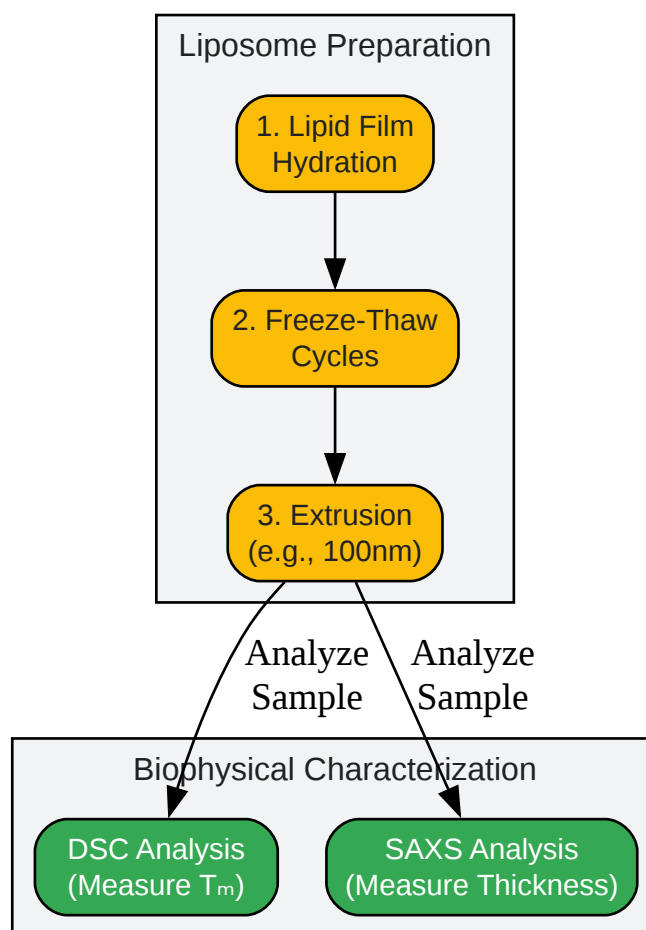 Liposome Preparation
1. Lipid Film
Hydration
2. Freeze-Thaw
Cycles
3. Extrusion
(e.g., 100nm)
Analyze
Sample
Analyze
Sample
Biophysical Characterization
DSC Analysis
(Measure Tₘ)
SAXS Analysis
(Measure Thickness)